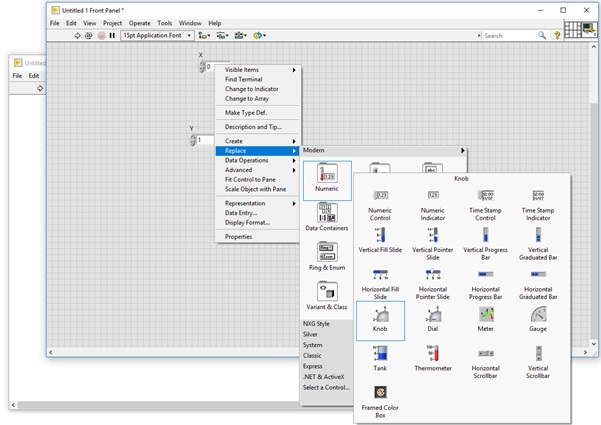 Untitled 1 Front Panel *
File Edit View Project Operate Tools Window Help
15pt Application Font
Search
Untitled
File Edit
X
0
Y
1
Visible Items
Find Terminal
Change to Indicator
Change to Array
Make Type Def.
Description and Tip...
Create
Replace
Data Operations
Advanced
Fit Control to Pane
Scale Object with Pane
Representation
Data Entry...
Display Format...
Properties
Modern
Numeric
Data Containers
Ring & Enum
Variant & Class
NXG Style
Silver
System
Classic
Express
.NET & ActiveX
Select a Control...
Knob
Numeric Control
Numeric Indicator
Time Stamp Control
Time Stamp Indicator
Vertical Fill Slide
Vertical Pointer Slide
Vertical Progress Bar
Vertical Graduated Bar
Horizontal Fill Slide
Horizontal Pointer Slide
Horizontal Progress Bar
Horizontal Graduated Bar
Knob
Dial
Meter
Gauge
Tank
Thermometer
Horizontal Scrollbar
Vertical Scrollbar
Framed Color Box